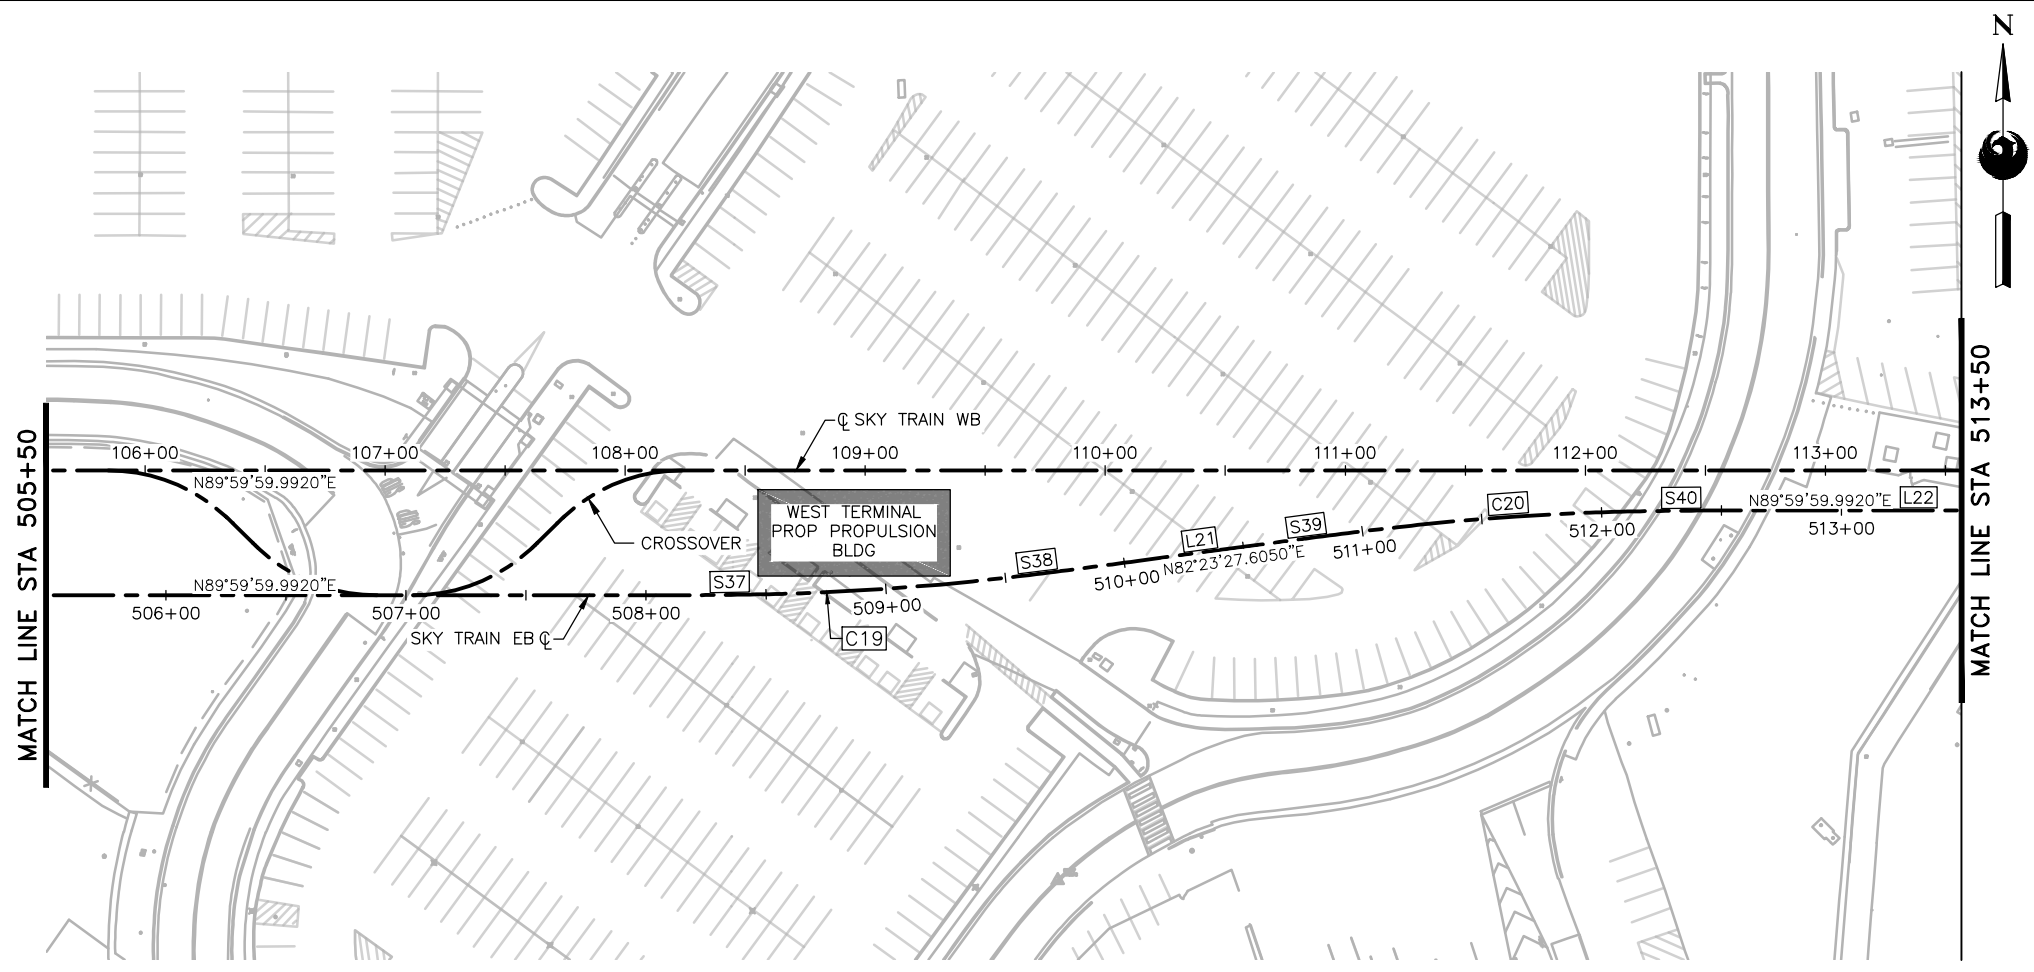 N
MATCH LINE STA 505+50
MATCH LINE STA 513+50
℄ SKY TRAIN WB
106+00
107+00
108+00
109+00
110+00
111+00
112+00
113+00
N89°59'59.9920"E
S40
N89°59'59.9920"E
L22
C20
WEST TERMINAL
PROP PROPULSION
BLDG
CROSSOVER
S39
L21
S38
512+00
513+00
511+00
N82°23'27.6050"E
510+00
N89°59'59.9920"E
S37
506+00
507+00
508+00
509+00
SKY TRAIN EB ℄
C19